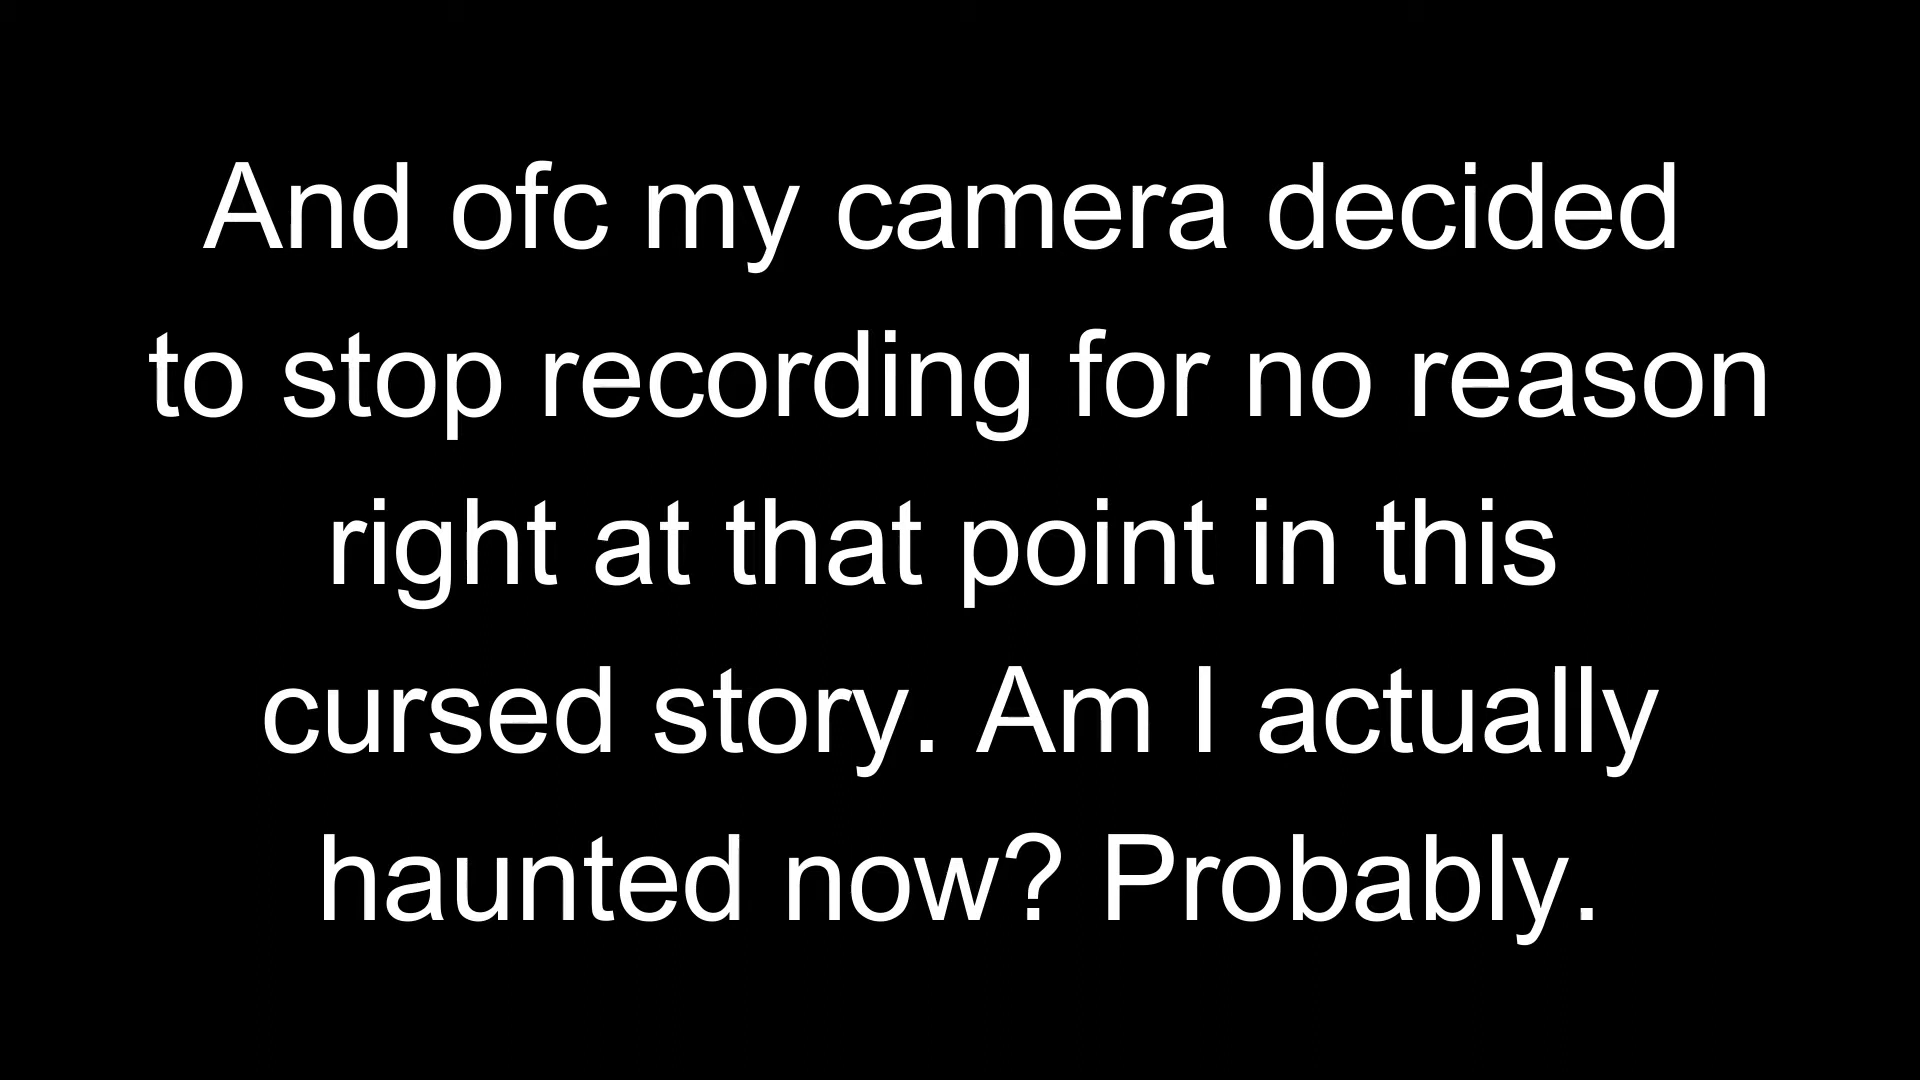 And ofc my camera decided
to stop recording for no reason
right at that point in this
cursed story. Am I actually
haunted now? Probably.